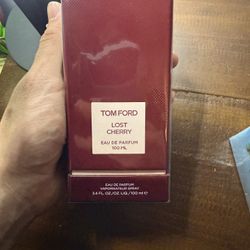 TOM FORD
LOST
CHERRY
EAU DE PARFUM
100 ML
EAU DE PARFUM
VAPORISATEUR SPRAY
3.4 FL.OZ./OZ.LIQ./100 ml ℮